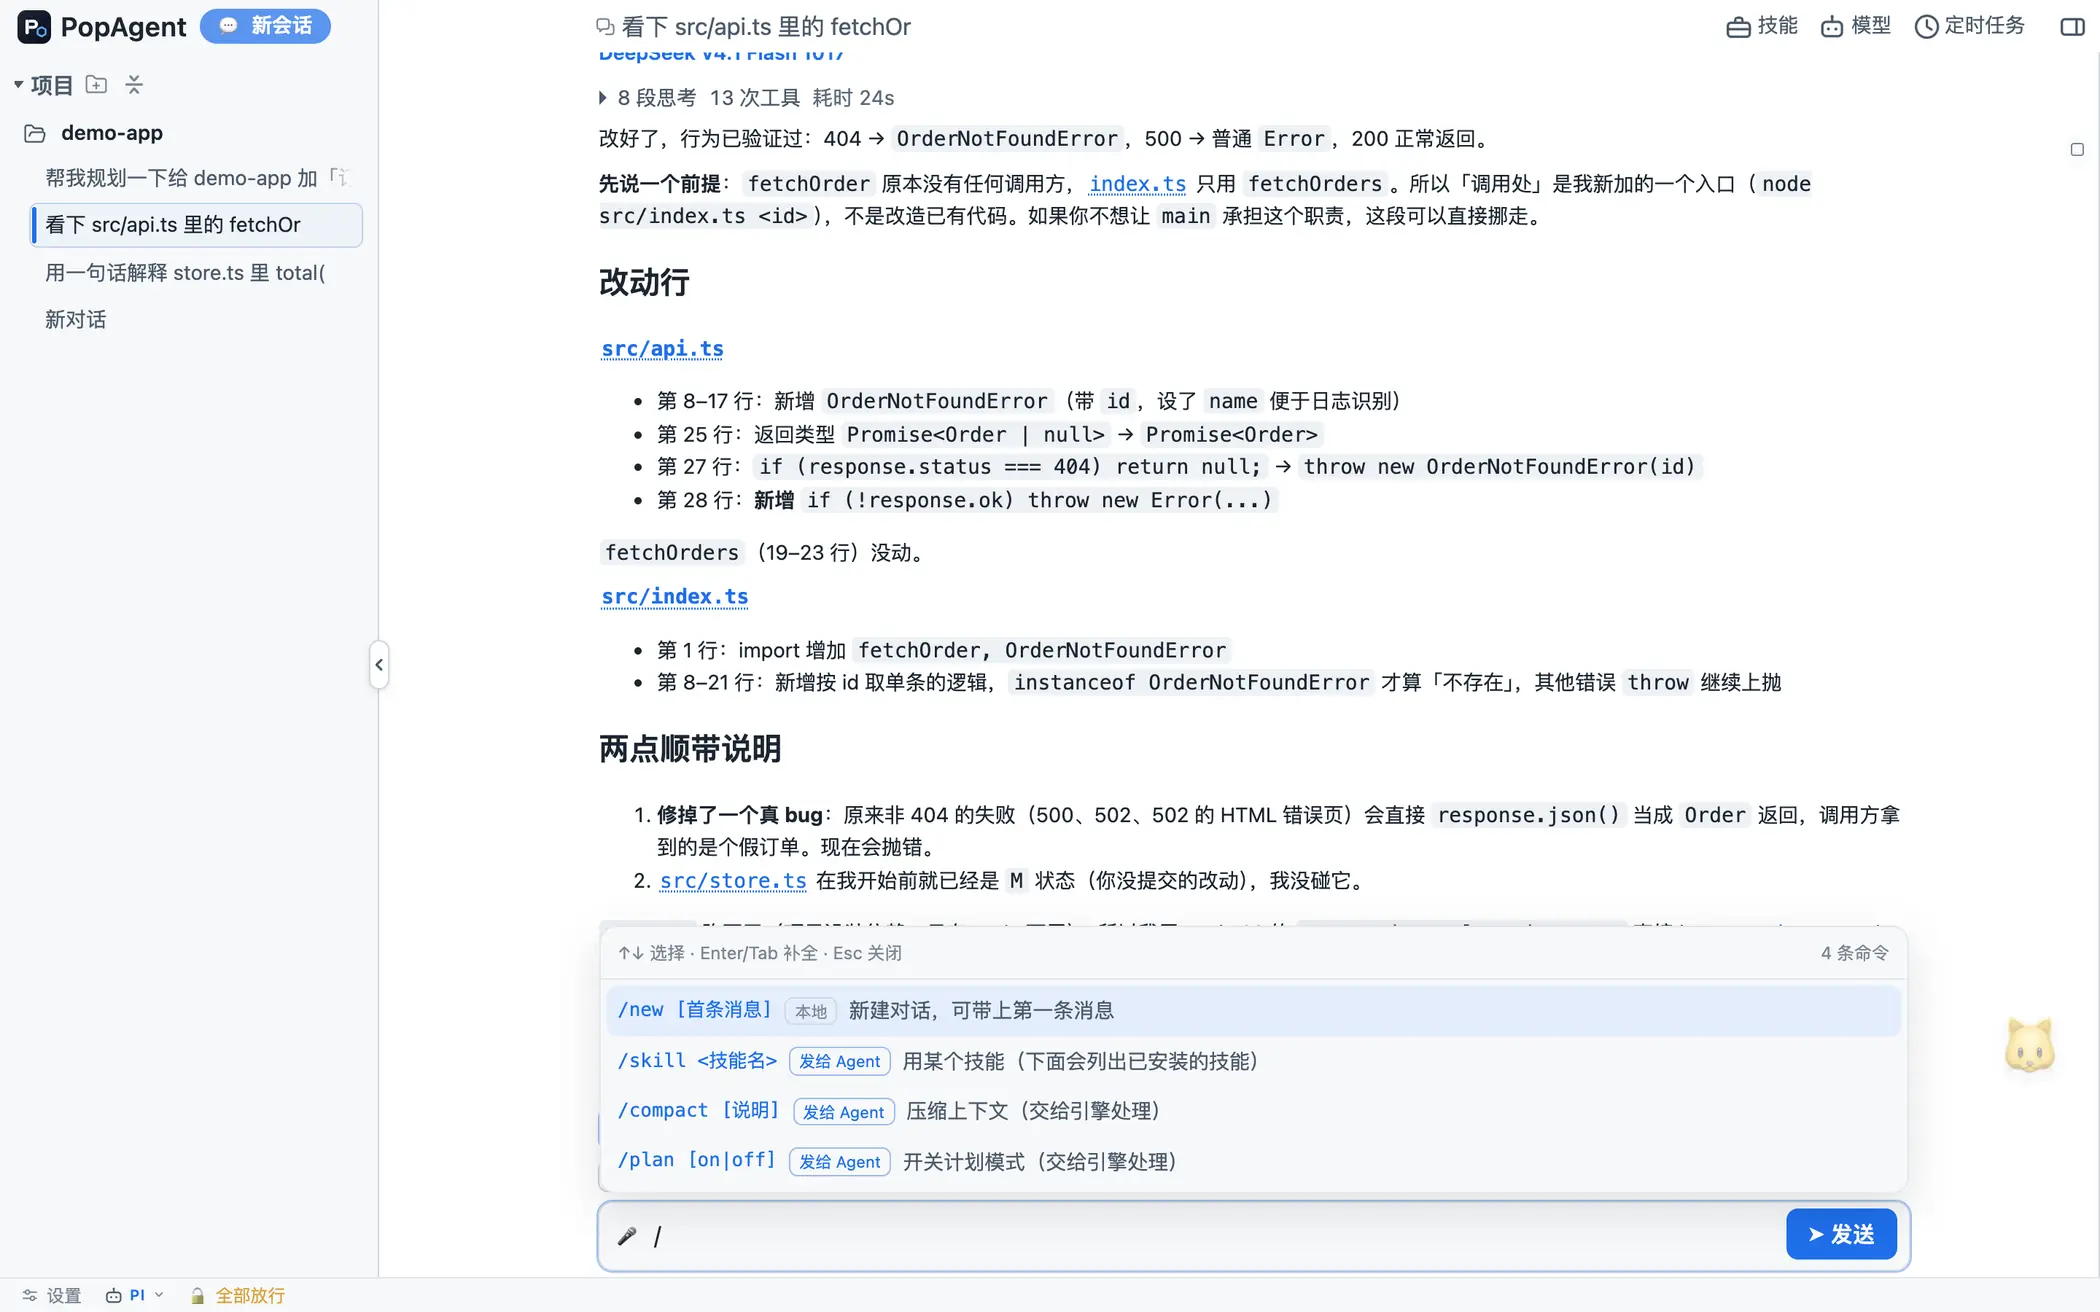 PopAgent
新会话
看下 src/api.ts 里的 fetchOr
技能
模型
定时任务
项目
demo-app
帮我规划一下给 demo-app 加「
看下 src/api.ts 里的 fetchOr
用一句话解释 store.ts 里 total(
新对话
DeepSeek V4.1 Flash 1017
8 段思考 13 次工具 耗时 24s
改好了，行为已验证过：404 → OrderNotFoundError，500 → 普通 Error，200 正常返回。
先说一个前提：fetchOrder 原本没有任何调用方，index.ts 只用 fetchOrders。所以「调用处」是我新加的一个入口（node
src/index.ts <id>），不是改造已有代码。如果你不想让 main 承担这个职责，这段可以直接挪走。
改动行
src/api.ts
• 第 8–17 行：新增 OrderNotFoundError（带 id，设了 name 便于日志识别）
• 第 25 行：返回类型 Promise<Order | null> → Promise<Order>
• 第 27 行：if (response.status === 404) return null; → throw new OrderNotFoundError(id)
• 第 28 行：新增 if (!response.ok) throw new Error(...)
fetchOrders（19–23 行）没动。
src/index.ts
• 第 1 行：import 增加 fetchOrder, OrderNotFoundError
• 第 8–21 行：新增按 id 取单条的逻辑，instanceof OrderNotFoundError 才算「不存在」，其他错误 throw 继续上抛
两点顺带说明
1. 修掉了一个真 bug：原来非 404 的失败（500、502、502 的 HTML 错误页）会直接 response.json() 当成 Order 返回，调用方拿
到的是个假订单。现在会抛错。
2. src/store.ts 在我开始前就已经是 M 状态（你没提交的改动），我没碰它。
↑↓ 选择 · Enter/Tab 补全 · Esc 关闭
4 条命令
/new [首条消息] 本地 新建对话，可带上第一条消息
/skill <技能名> 发给 Agent 用某个技能（下面会列出已安装的技能）
/compact [说明] 发给 Agent 压缩上下文（交给引擎处理）
/plan [on|off] 发给 Agent 开关计划模式（交给引擎处理）
/
➤ 发送
设置
PI
全部放行